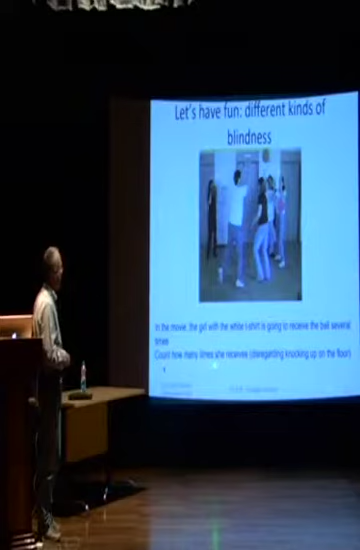 Let's have fun: different kinds of
blindness
In the movie, the girl with the white t-shirt is going to receive the ball several
times
Count how many times she receives (disregarding knocking up on the floor)